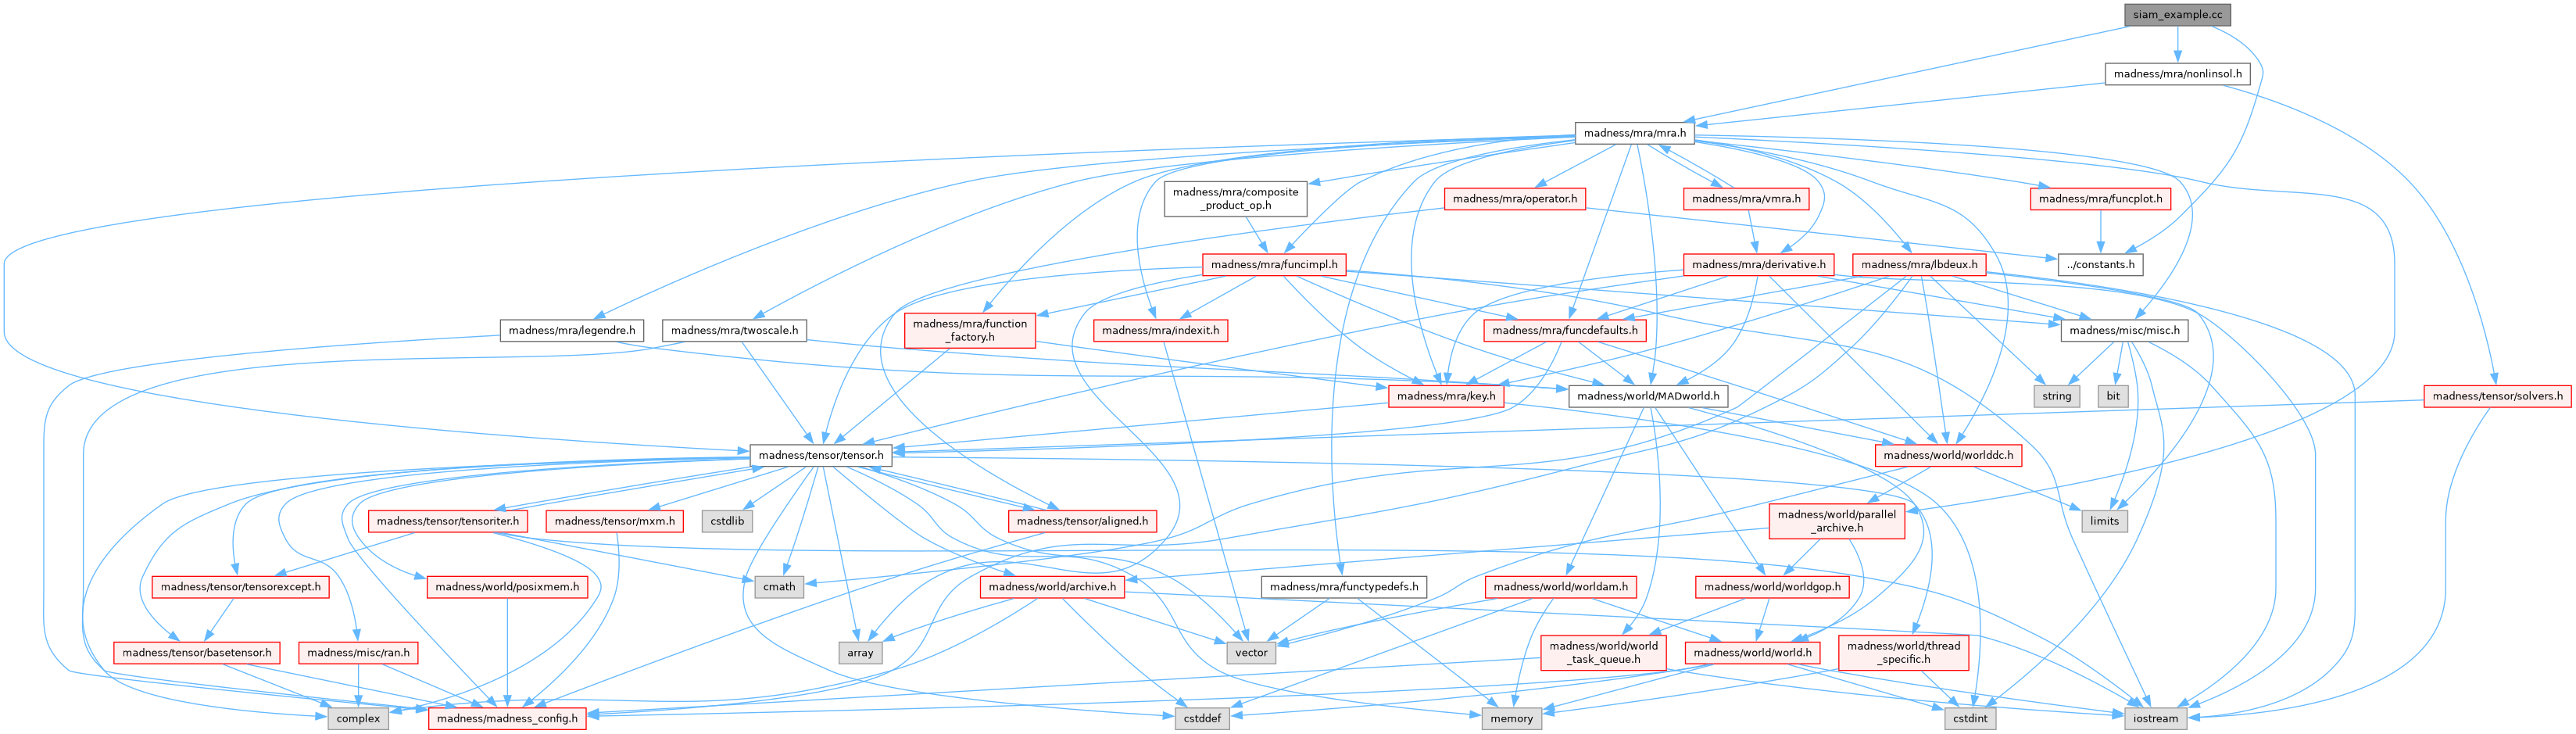 siam_example.cc
madness/mra/nonlinsol.h
madness/mra/mra.h
madness/mra/composite
_product_op.h
madness/mra/operator.h
madness/mra/vmra.h
madness/mra/funcplot.h
madness/mra/funcimpl.h
madness/mra/derivative.h
madness/mra/lbdeux.h
../constants.h
madness/mra/legendre.h
madness/mra/twoscale.h
madness/mra/function
_factory.h
madness/mra/indexit.h
madness/mra/funcdefaults.h
madness/misc/misc.h
madness/mra/key.h
madness/world/MADworld.h
string
bit
madness/tensor/solvers.h
madness/tensor/tensor.h
madness/world/worlddc.h
madness/tensor/tensoriter.h
madness/tensor/mxm.h
cstdlib
madness/tensor/aligned.h
madness/world/parallel
_archive.h
limits
madness/tensor/tensorexcept.h
madness/world/posixmem.h
cmath
madness/world/archive.h
madness/mra/functypedefs.h
madness/world/worldam.h
madness/world/worldgop.h
madness/tensor/basetensor.h
madness/misc/ran.h
array
vector
madness/world/world
_task_queue.h
madness/world/world.h
madness/world/thread
_specific.h
complex
madness/madness_config.h
cstddef
memory
cstdint
iostream